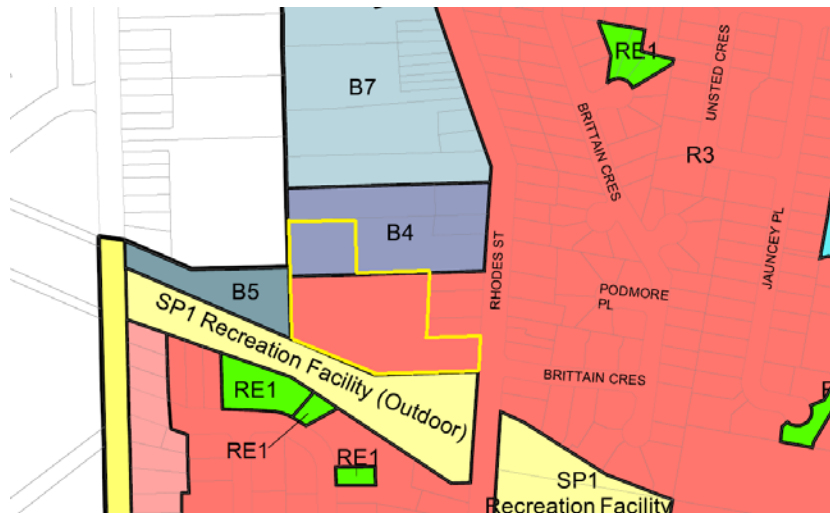 RE1
UNSTED CRES
B7
BRITTAIN CRES
R3
B4
RHODES ST
JAUNCEY PL
B5
PODMORE
PL
SP1 Recreation Facility (Outdoor)
BRITTAIN CRES
RE1
RE1
RE1
SP1
Recreation Facility